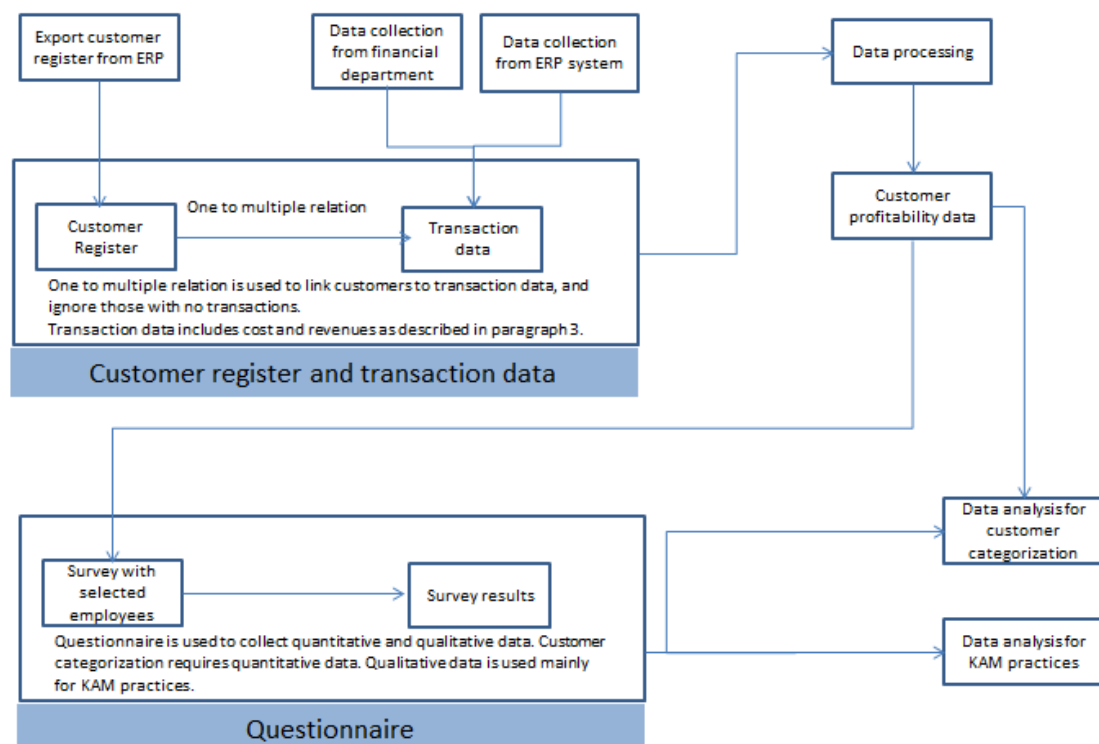 Export customer
register from ERP
Data collection
from financial
department
Data collection
from ERP system
Data processing
Customer
profitability data
One to multiple relation
Customer
Register
Transaction
data
One to multiple relation is used to link customers to transaction data, and
ignore those with no transactions.
Transaction data includes cost and revenues as described in paragraph 3.
Customer register and transaction data
Data analysis for
customer
categorization
Survey with
selected
employees
Survey results
Questionnaire is used to collect quantitative and qualitative data. Customer
categorization requires quantitative data. Qualitative data is used mainly
for KAM practices.
Data analysis for
KAM practices
Questionnaire